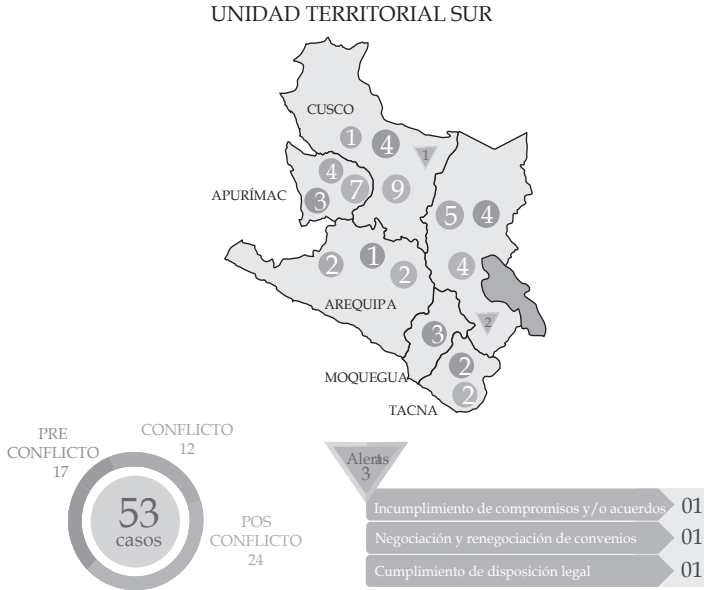 UNIDAD TERRITORIAL SUR
CUSCO
1
4
1
4
7
9
APURÍMAC
3
5
4
2
1
2
4
AREQUIPA
2
3
MOQUEGUA
2
2
TACNA
PRE
CONFLICTO
17
CONFLICTO
12
53
casos
POS
CONFLICTO
24
Alertas
3
Incumplimiento de compromisos y/o acuerdos 01
Negociación y renegociación de convenios 01
Cumplimiento de disposición legal 01